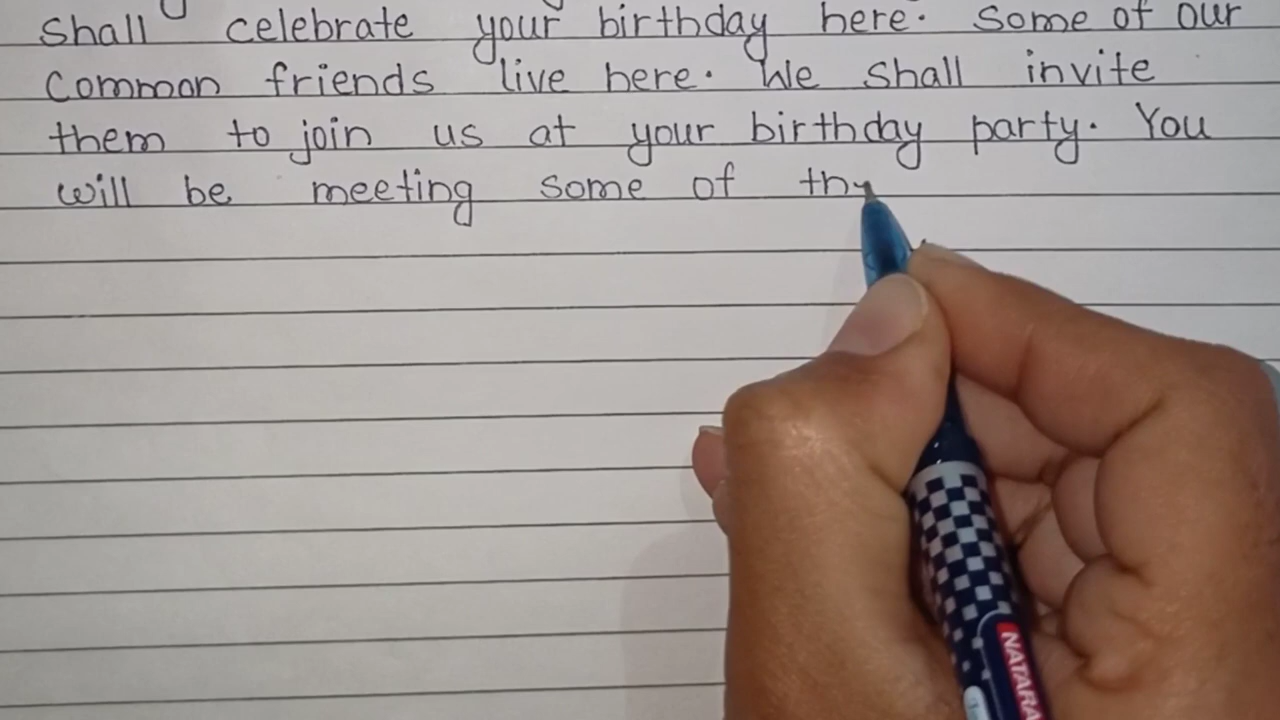 shall celebrate your birthday here. Some of our
common friends live here. We shall invite
them to join us at your birthday party. You
will be meeting some of
NATARA